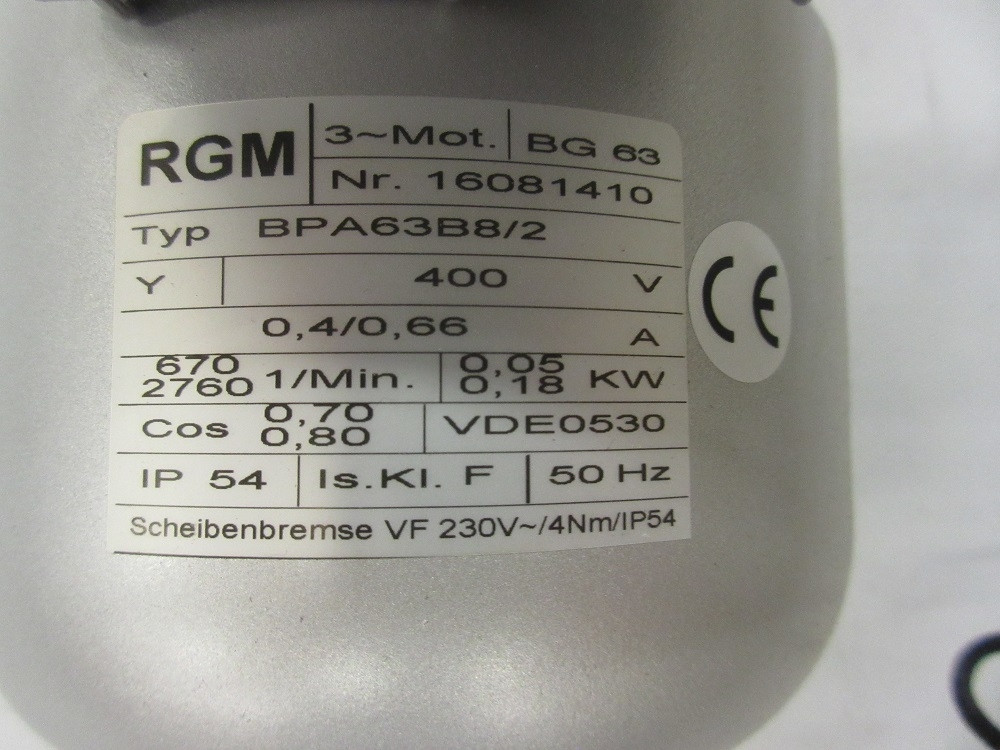 RGM 3~Mot. BG 63
Nr. 16081410
Typ BPA63B8/2
Y 400 V
0,4/0,66 A
670 0,05
2760 1/Min. 0,18 KW
0,70
Cos 0,80 VDE0530
IP 54 Is.Kl. F 50 Hz
Scheibenbremse VF 230V~/4Nm/IP54
CE